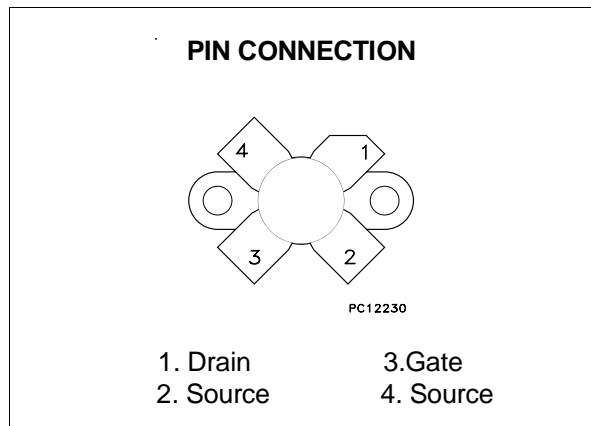 PIN CONNECTION
4
1
3
2
PC12230
1. Drain 3.Gate
2. Source 4. Source